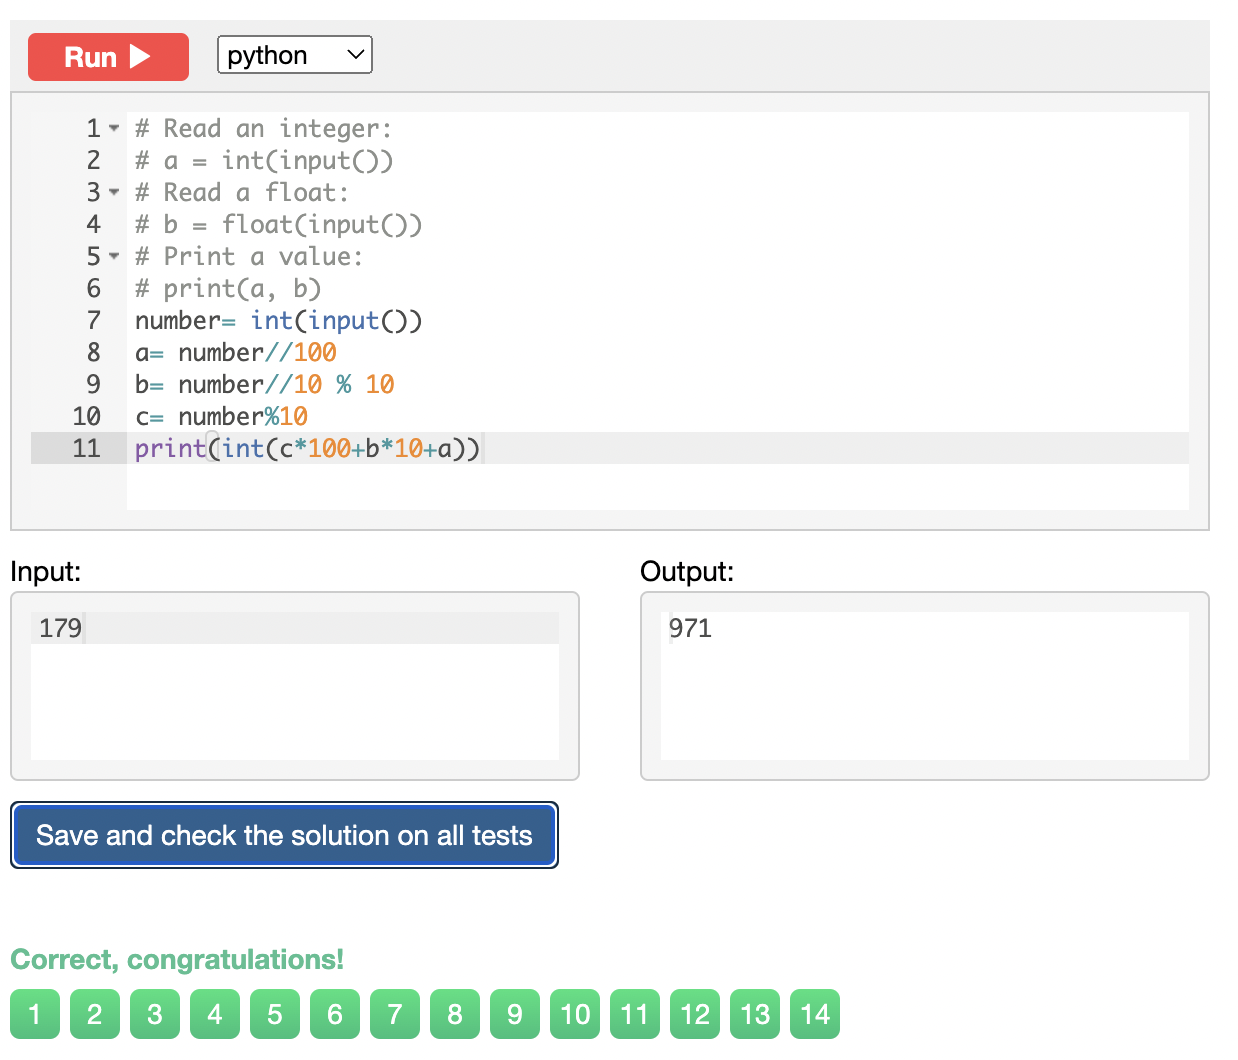 Run
python
1 # Read an integer:
2 # a = int(input())
3 # Read a float:
4 # b = float(input())
5 # Print a value:
6 # print(a, b)
7 number= int(input())
8 a= number//100
9 b= number//10 % 10
10 c= number%10
11 print(int(c*100+b*10+a))
Input:
179
Output:
971
Save and check the solution on all tests
Correct, congratulations!
1 2 3 4 5 6 7 8 9 10 11 12 13 14